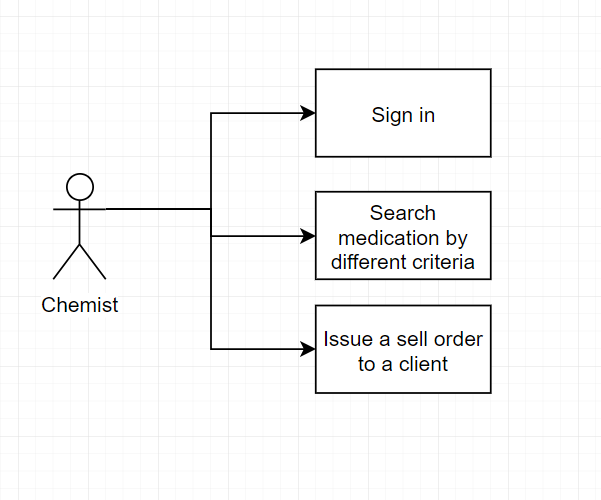 Sign in
Search
medication by
different criteria
Chemist
Issue a sell order
to a client